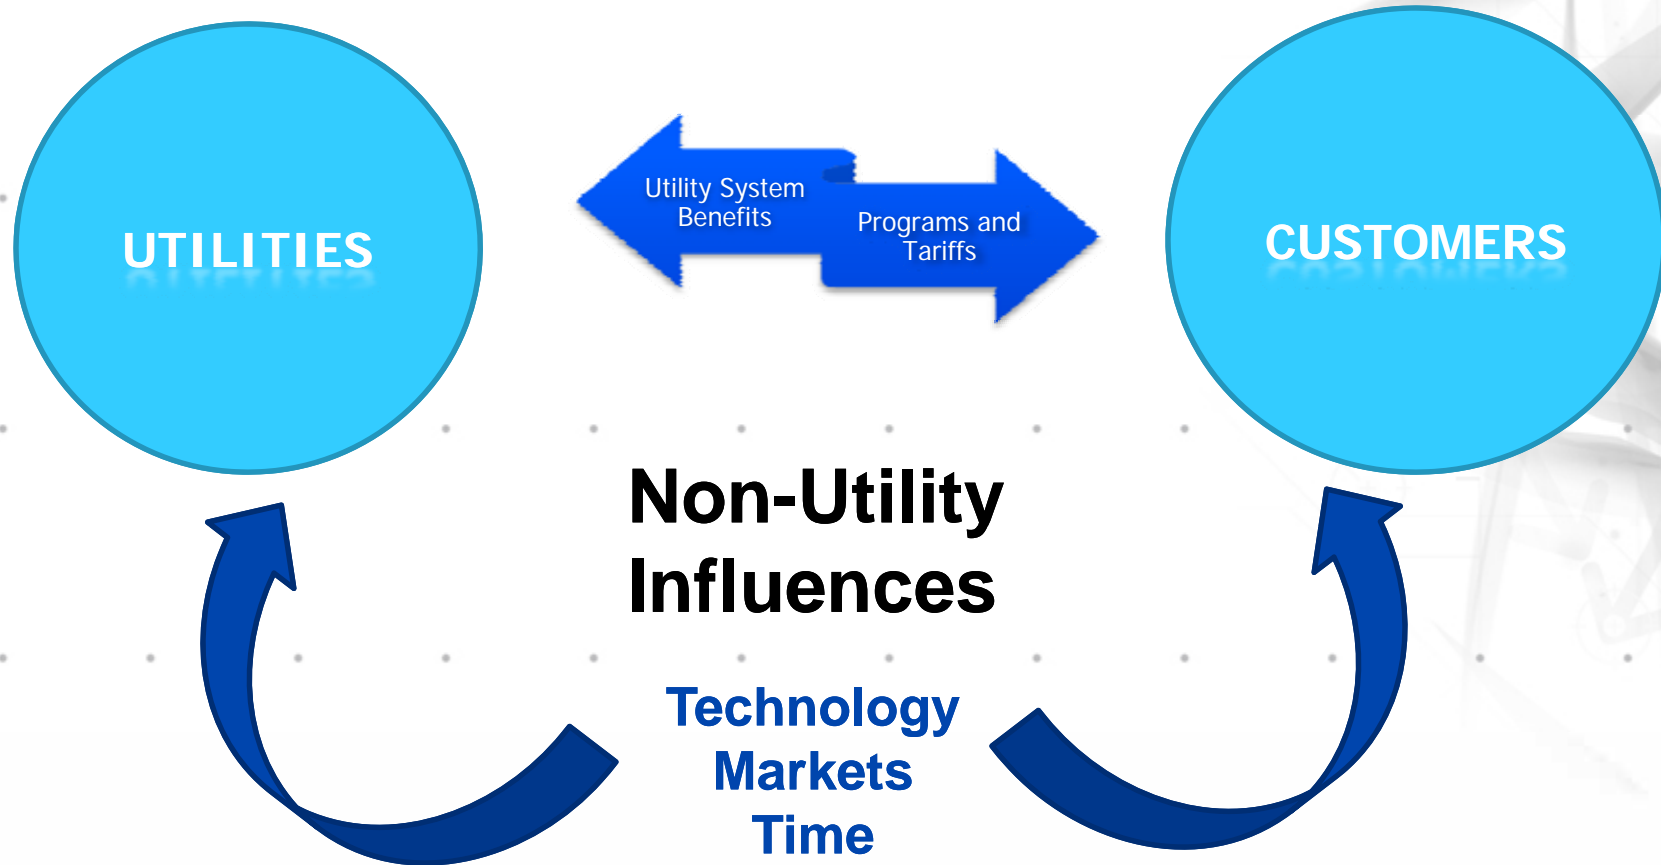 UTILITIES
Utility System
Benefits
Programs and
Tariffs
CUSTOMERS
Non-Utility
Influences
Technology
Markets
Time